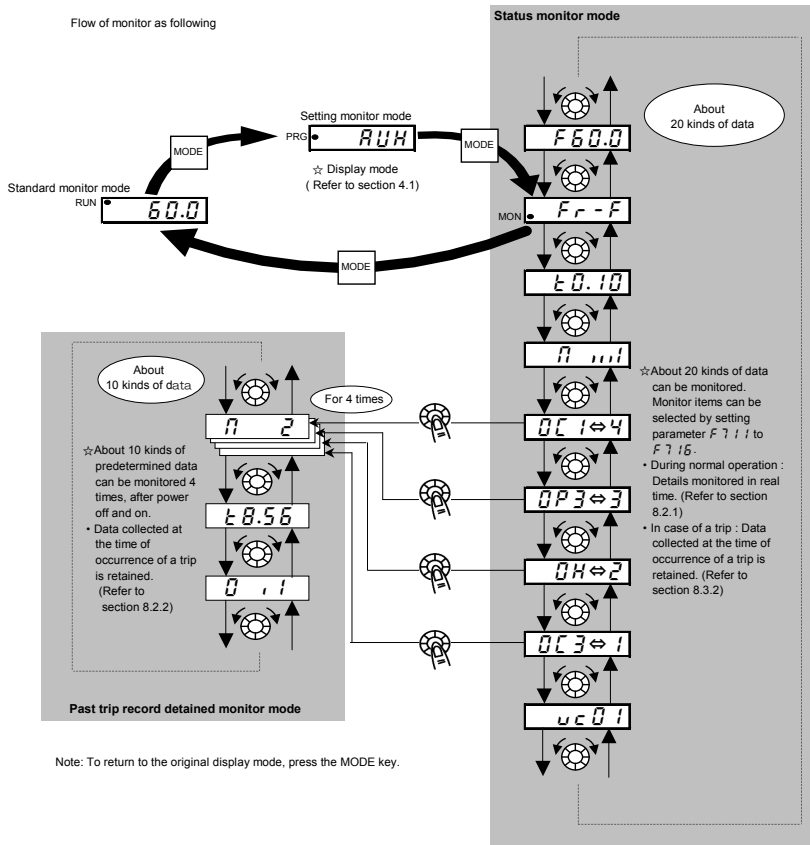 Flow of monitor as following
Status monitor mode
About
20 kinds of data
Setting monitor mode
PRG
AUH
MODE
MODE
☆ Display mode
( Refer to section 4.1)
Standard monitor mode
RUN
60.0
MODE
F60.0
MON
Fr-F
t0.10
☆About 20 kinds of data
can be monitored.
Monitor items can be
selected by setting
parameter F711 to
F716.
• During normal operation :
Details monitored in real
time. (Refer to section
8.2.1)
• In case of a trip : Data
collected at the time of
occurrence of a trip is
retained. (Refer to
section 8.3.2)
OC1⇔4
OP3⇔3
OH⇔2
OC3⇔1
uc01
About
10 kinds of data
For 4 times
n 2
t8.56
☆About 10 kinds of
predetermined data
can be monitored 4
times, after power
off and on.
• Data collected at
the time of
occurrence of a trip
is retained.
(Refer to
section 8.2.2)
Past trip record detained monitor mode
Note: To return to the original display mode, press the MODE key.